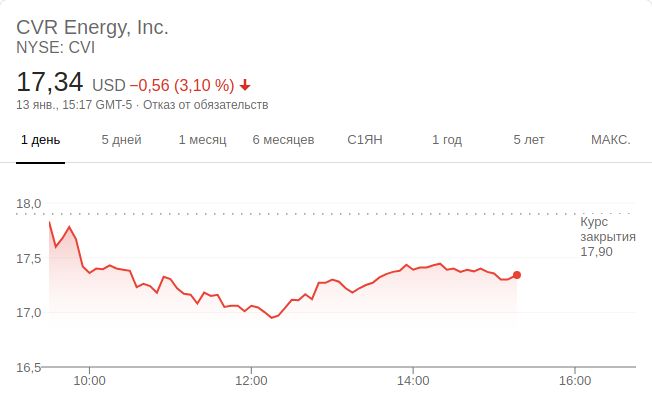 CVR Energy, Inc.
NYSE: CVI
17,34 USD −0,56 (3,10 %)
13 янв., 15:17 GMT-5 · Отказ от обязательств
1 день 5 дней 1 месяц 6 месяцев С1ЯН 1 год 5 лет МАКС.
18,0
Курс
закрытия
17,90
17,5
17,0
16,5
10:00 12:00 14:00 16:00